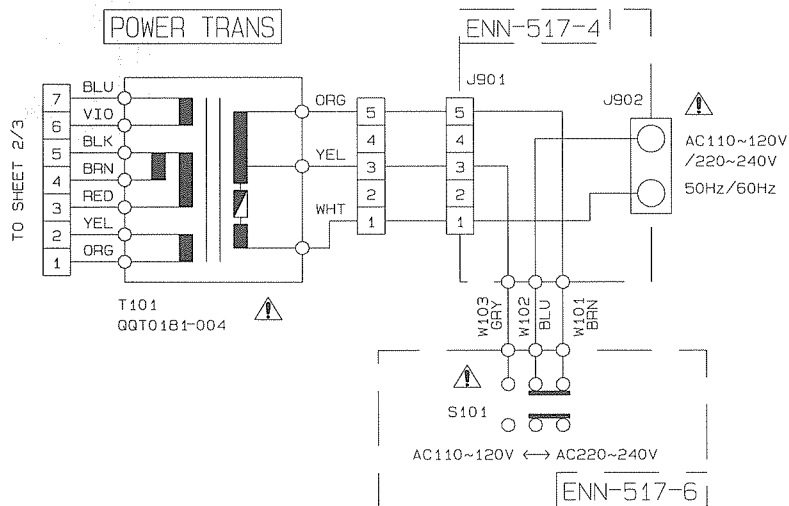 POWER TRANS
ENN-517-4
J901
J902
TO SHEET 2/3
7
6
5
4
3
2
1
BLU
VIO
BLK
BRN
RED
YEL
ORG
T101
QQT0181-004
ORG
YEL
WHT
5
4
3
2
1
5
4
3
2
1
AC110~120V
/220~240V
50Hz/60Hz
W103
GRY
W102
BLU
W101
BRN
S101
AC110~120V ↔ AC220~240V
ENN-517-6